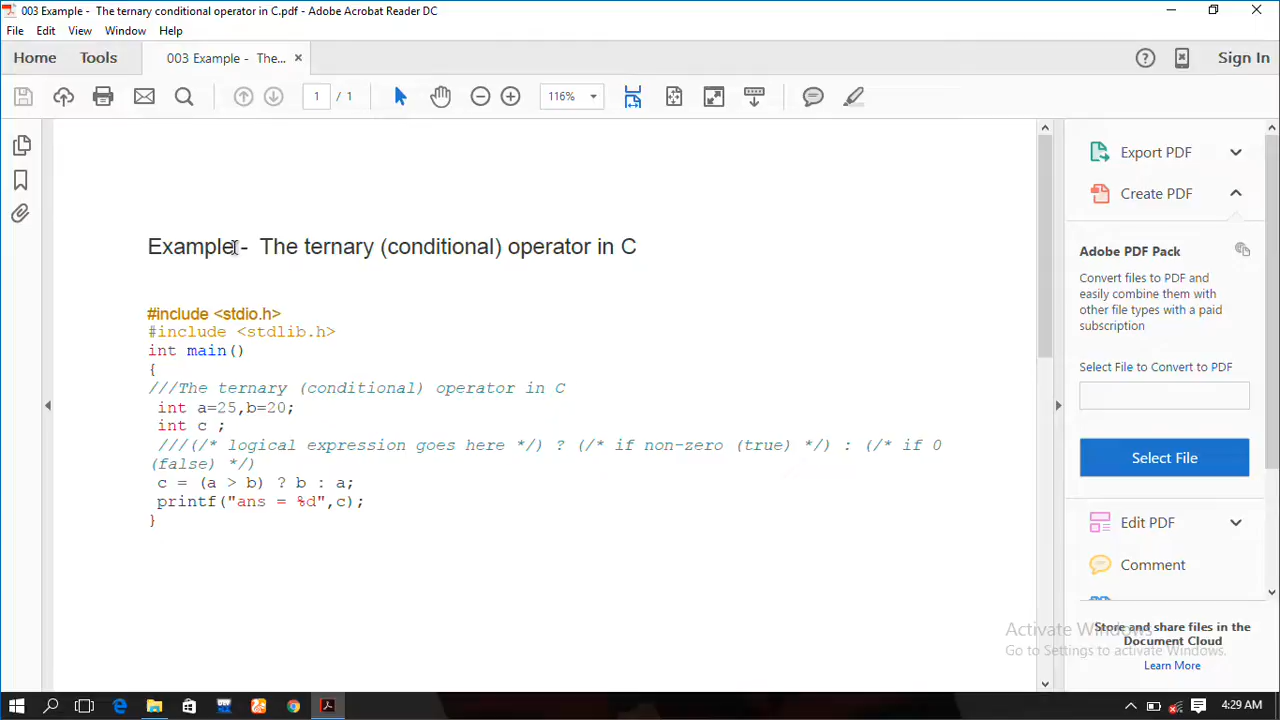 003 Example -  The ternary conditional operator in C.pdf - Adobe Acrobat Reader DC
File Edit View Window Help
Home Tools 003 Example -  The... × Sign In
1 / 1 116%
Export PDF
Create PDF
Example -  The ternary (conditional) operator in C
Adobe PDF Pack
Convert files to PDF and
easily combine them with
other file types with a paid
subscription
#include <stdio.h>
#include <stdlib.h>
int main()
{
///The ternary (conditional) operator in C
int a=25,b=20;
int c ;
///(/* logical expression goes here */) ? (/* if non-zero (true) */) : (/* if 0
(false) */)
c = (a > b) ? b : a;
printf("ans = %d",c);
}
Select File to Convert to PDF
Select File
Edit PDF
Comment
Activate Windows
Go to Settings to activate Windows.
Store and share files in the
Document Cloud
Learn More
4:29 AM